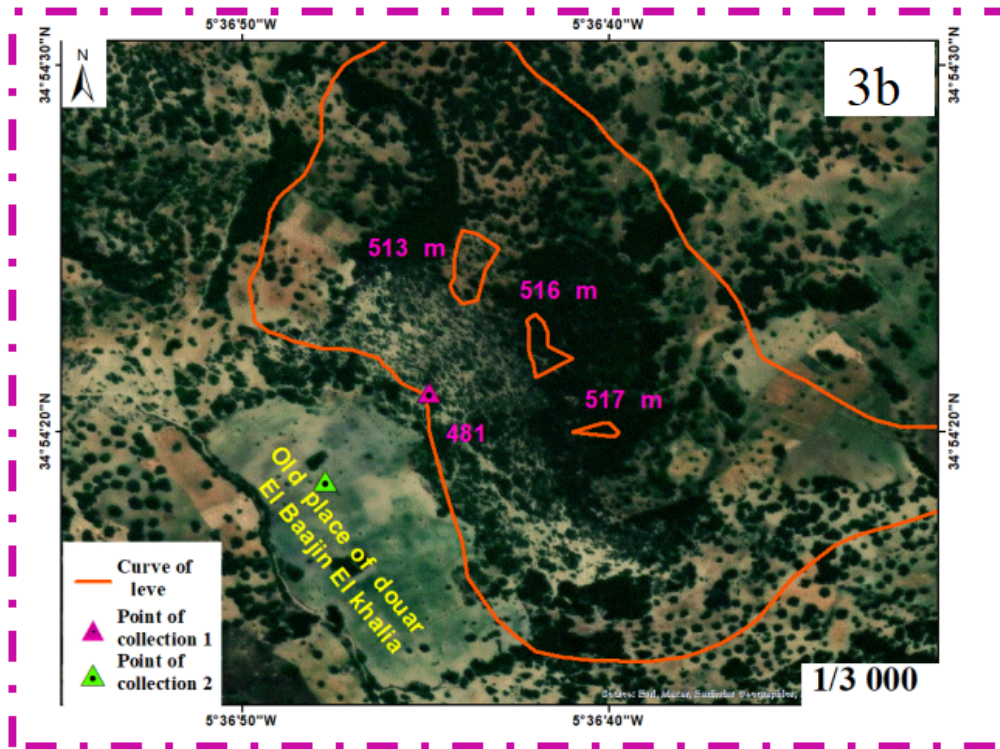 5°36'50"W
5°36'40"W
34°54'30"N
34°54'30"N
N
3b
513 m
516 m
517 m
481
34°54'20"N
34°54'20"N
Old place of douar
El Baajin El khalia
Curve of
leve
Point of
collection 1
Point of
collection 2
1/3 000
5°36'50"W
5°36'40"W